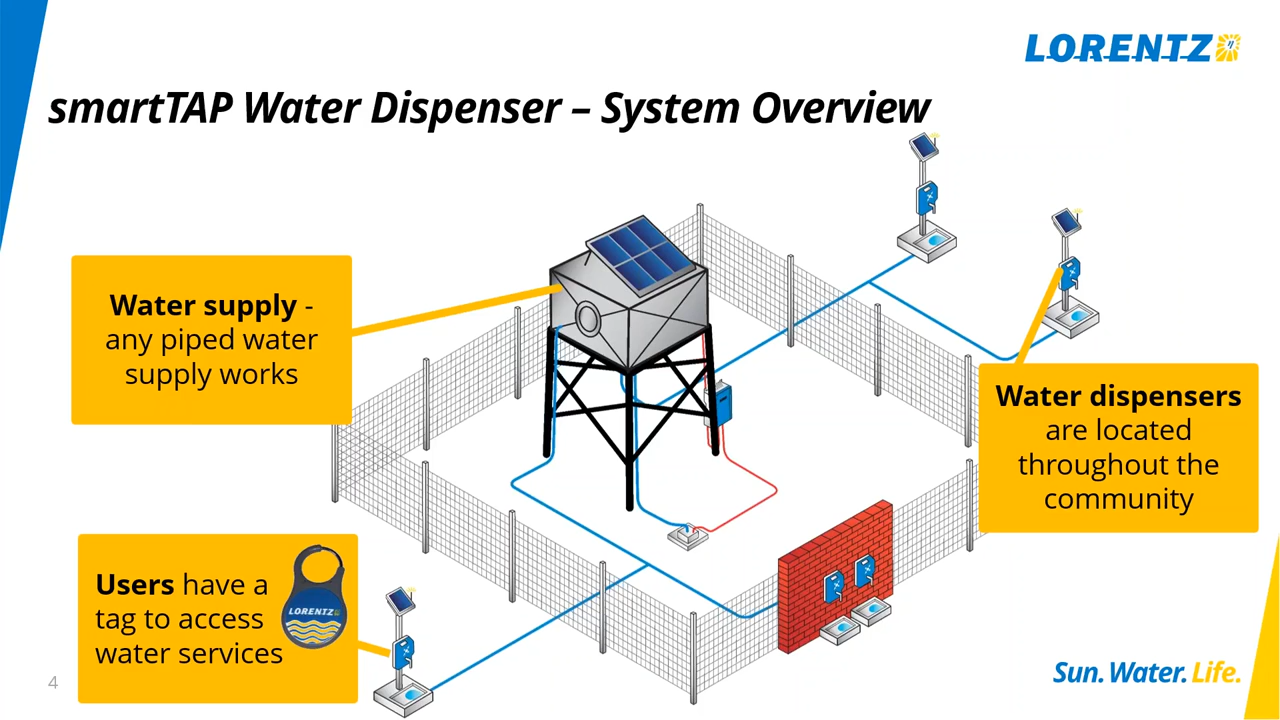 LORENTZ
smartTAP Water Dispenser – System Overview
Water supply -
any piped water
supply works
Water dispensers
are located
throughout the
community
Users have a
tag to access
water services
LORENTZ
4
Sun. Water. Life.